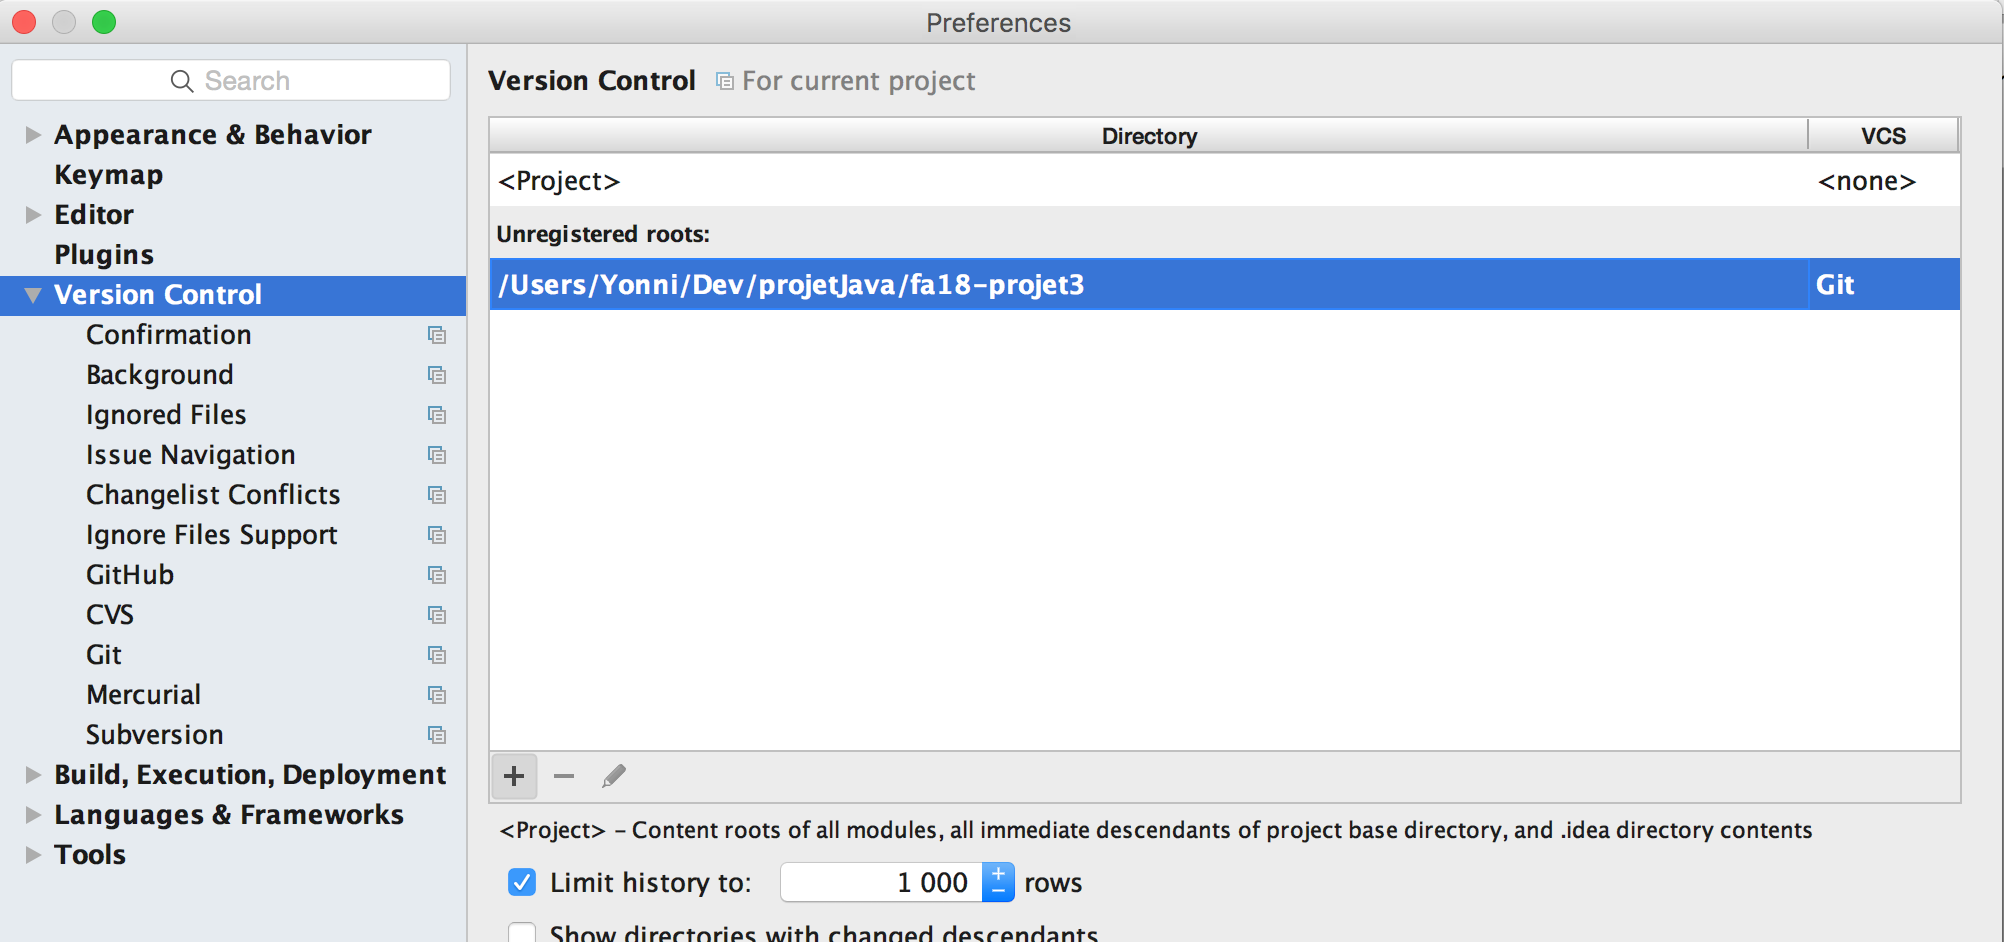 Preferences
Search
Appearance & Behavior
Keymap
Editor
Plugins
Version Control
Confirmation
Background
Ignored Files
Issue Navigation
Changelist Conflicts
Ignore Files Support
GitHub
CVS
Git
Mercurial
Subversion
Build, Execution, Deployment
Languages & Frameworks
Tools
Version Control For current project
Directory VCS
<Project> <none>
Unregistered roots:
/Users/Yonni/Dev/projetJava/fa18-projet3 Git
<Project> – Content roots of all modules, all immediate descendants of project base directory, and .idea directory contents
Limit history to: 1 000 rows
Show directories with changed descendants